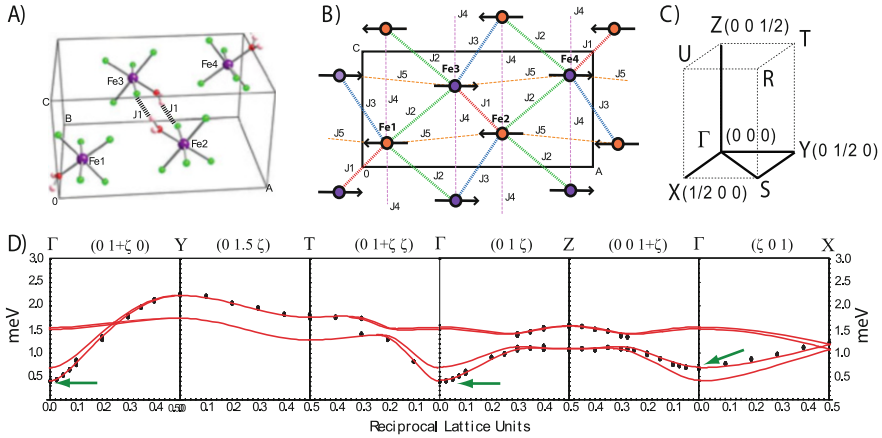 A)
Fe3
Fe4
J1
J1
C
B
Fe1
Fe2
0
A
B)
J4
J4
J4
J1
C
J3
J2
J2
Fe3
Fe4
J5
J5
J5
J3
J2
J1
J2
J3
Fe1
Fe2
J5
J5
J5
J1
J2
J3
J2
0
A
J4
J4
J4
C)
Z(0 0 1/2)
T
U
R
Γ
(0 0 0)
Y(0 1/2 0)
X(1/2 0 0)
S
D)
Γ (0 1+ζ 0) Y (0 1.5 ζ) T (0 1+ζ ζ) Γ (0 1 ζ) Z (0 0 1+ζ) Γ (ζ 0 1) X
3.0 3.0
2.5 2.5
2.0 2.0
meV meV
1.5 1.5
1.0 1.0
0.5 0.5
0.0 0.1 0.2 0.3 0.4 0.1 0.2 0.3 0.4 0.5 0.4 0.3 0.2 0.1 0.0 0.1 0.2 0.3 0.4 0.5 0.4 0.3 0.2 0.1 0.0 0.1 0.2 0.3 0.4 0.5
Reciprocal Lattice Units